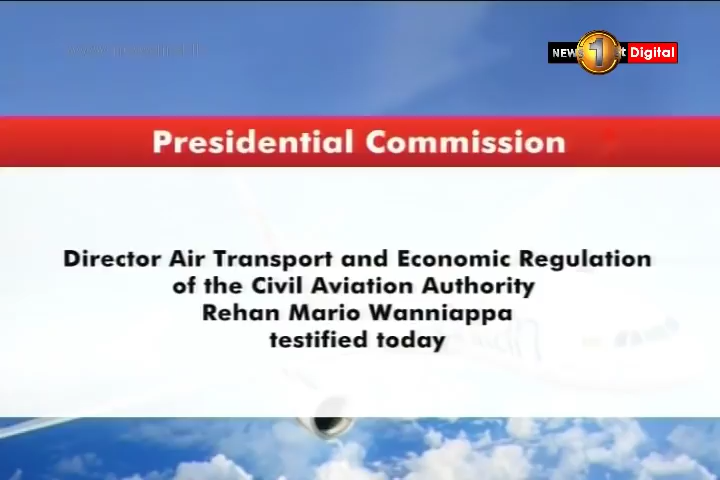 NEWS 1st Digital
Presidential Commission
Director Air Transport and Economic Regulation
of the Civil Aviation Authority
Rehan Mario Wanniappa
testified today